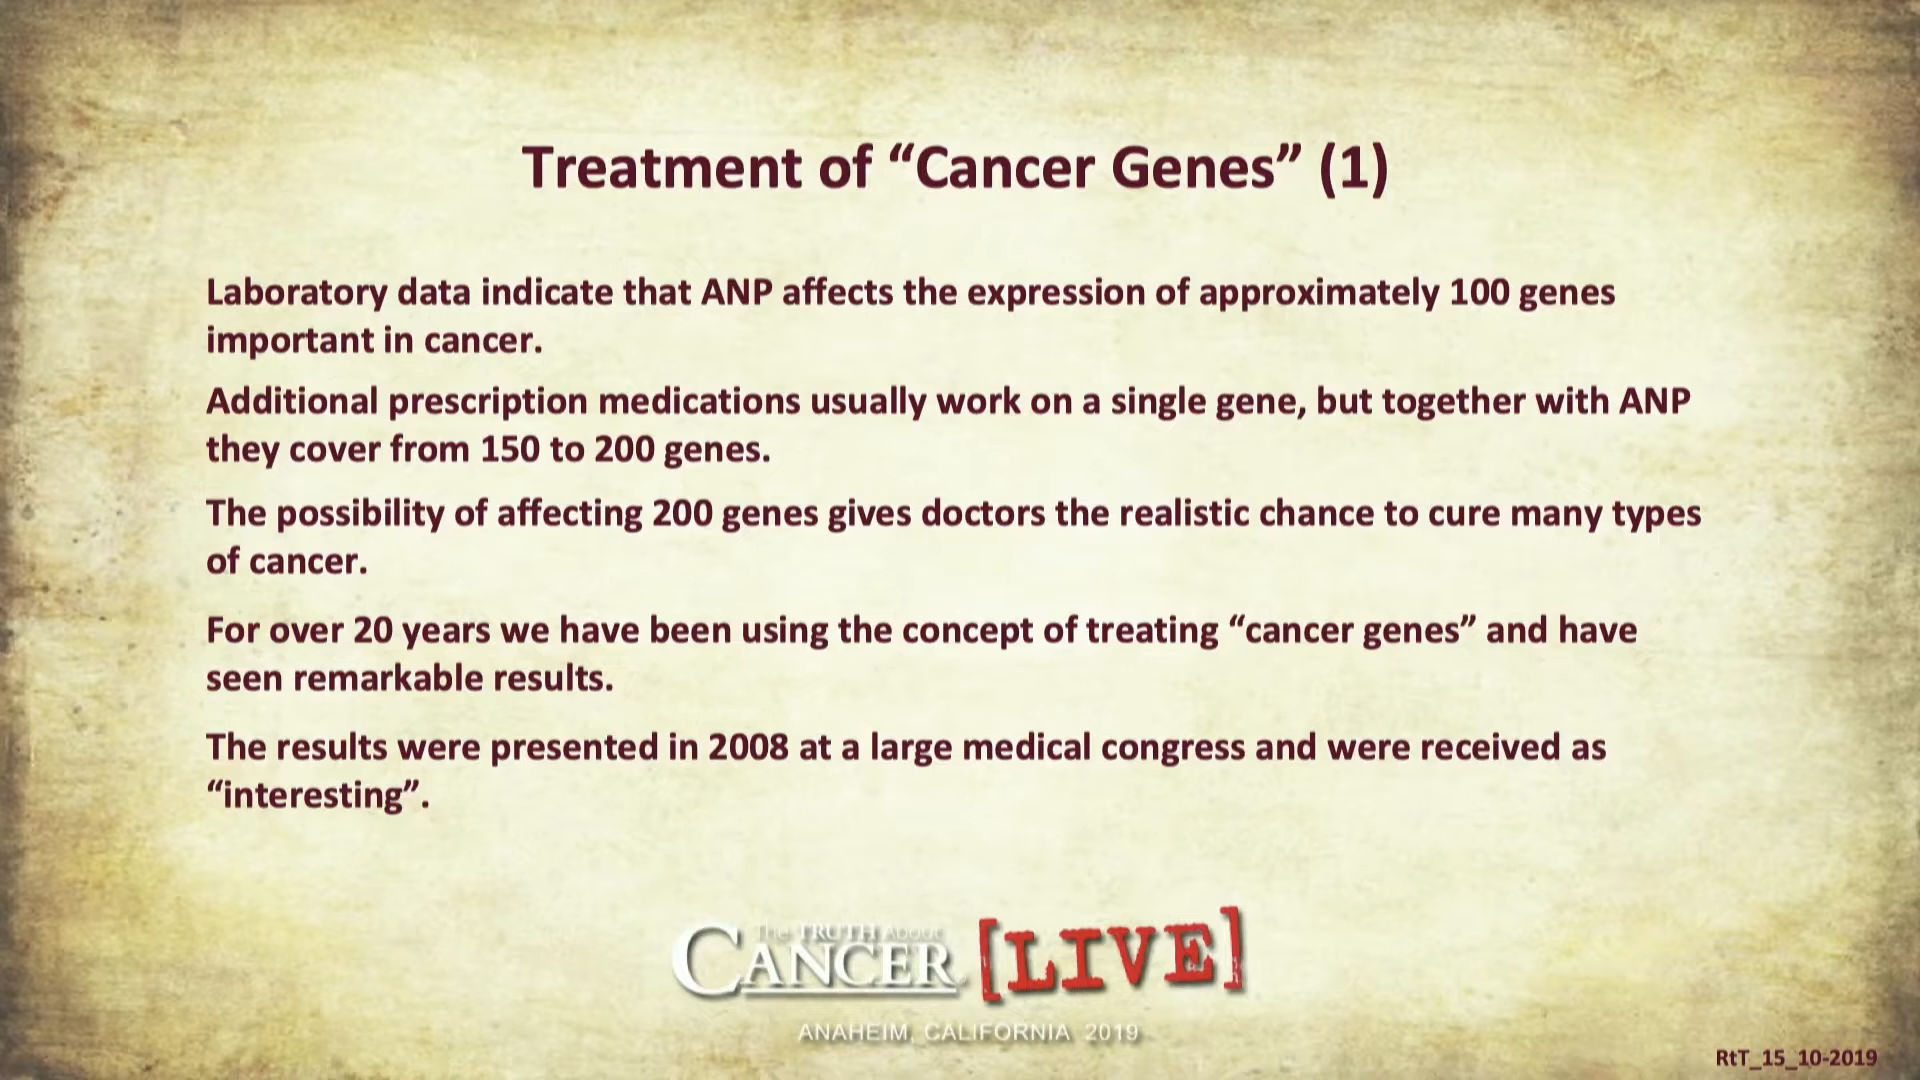 Treatment of “Cancer Genes” (1)
Laboratory data indicate that ANP affects the expression of approximately 100 genes
important in cancer.
Additional prescription medications usually work on a single gene, but together with ANP
they cover from 150 to 200 genes.
The possibility of affecting 200 genes gives doctors the realistic chance to cure many types
of cancer.
For over 20 years we have been using the concept of treating “cancer genes” and have
seen remarkable results.
The results were presented in 2008 at a large medical congress and were received as
“interesting”.
The TRUTH About
CANCER [LIVE]
ANAHEIM, CALIFORNIA 2019
RtT_15_10-2019